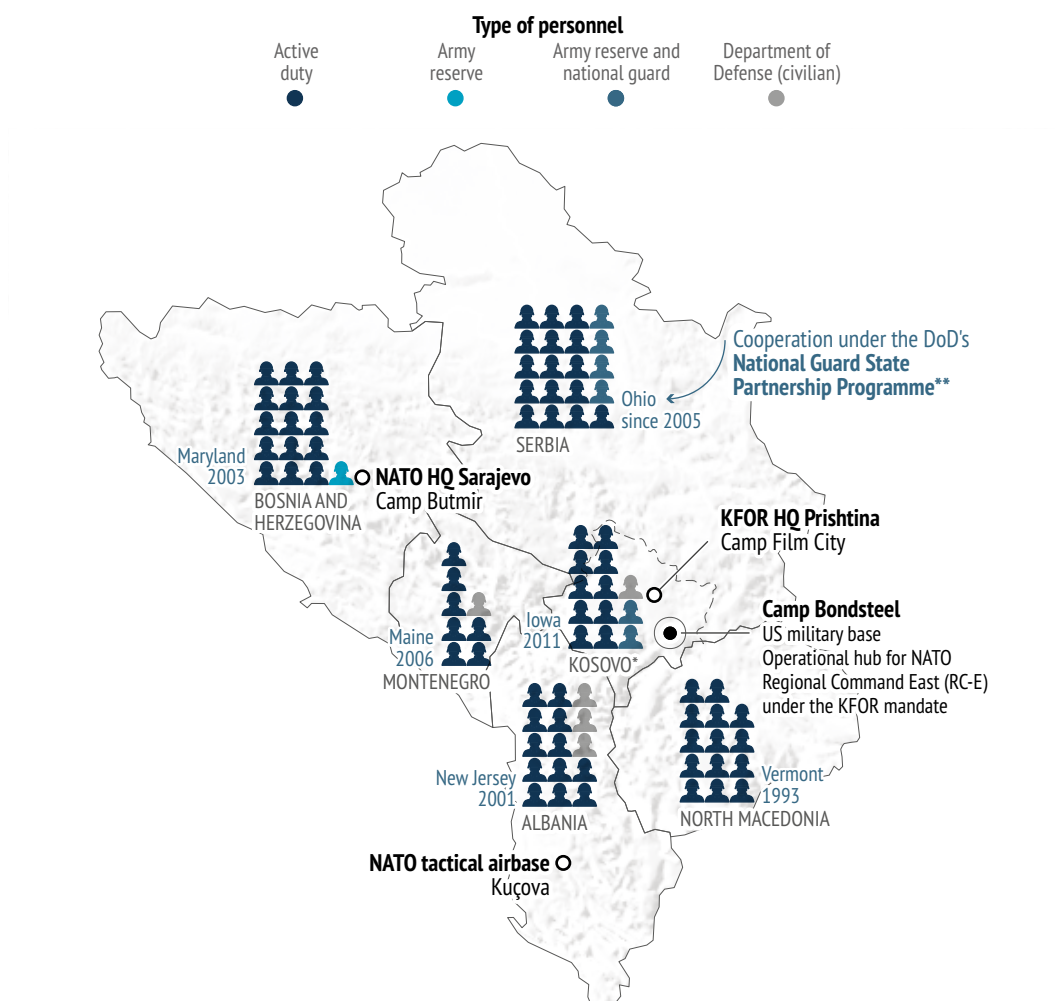 Type of personnel
Active
duty
Army
reserve
Army reserve and
national guard
Department of
Defense (civilian)
Cooperation under the DoD's
National Guard State
Partnership Programme**
Ohio
since 2005
SERBIA
Maryland
2003
BOSNIA AND
HERZEGOVINA
NATO HQ Sarajevo
Camp Butmir
KFOR HQ Prishtina
Camp Film City
Camp Bondsteel
US military base
Operational hub for NATO
Regional Command East (RC-E)
under the KFOR mandate
Iowa
2011
KOSOVO*
Maine
2006
MONTENEGRO
New Jersey
2001
ALBANIA
Vermont
1993
NORTH MACEDONIA
NATO tactical airbase
Kuçova